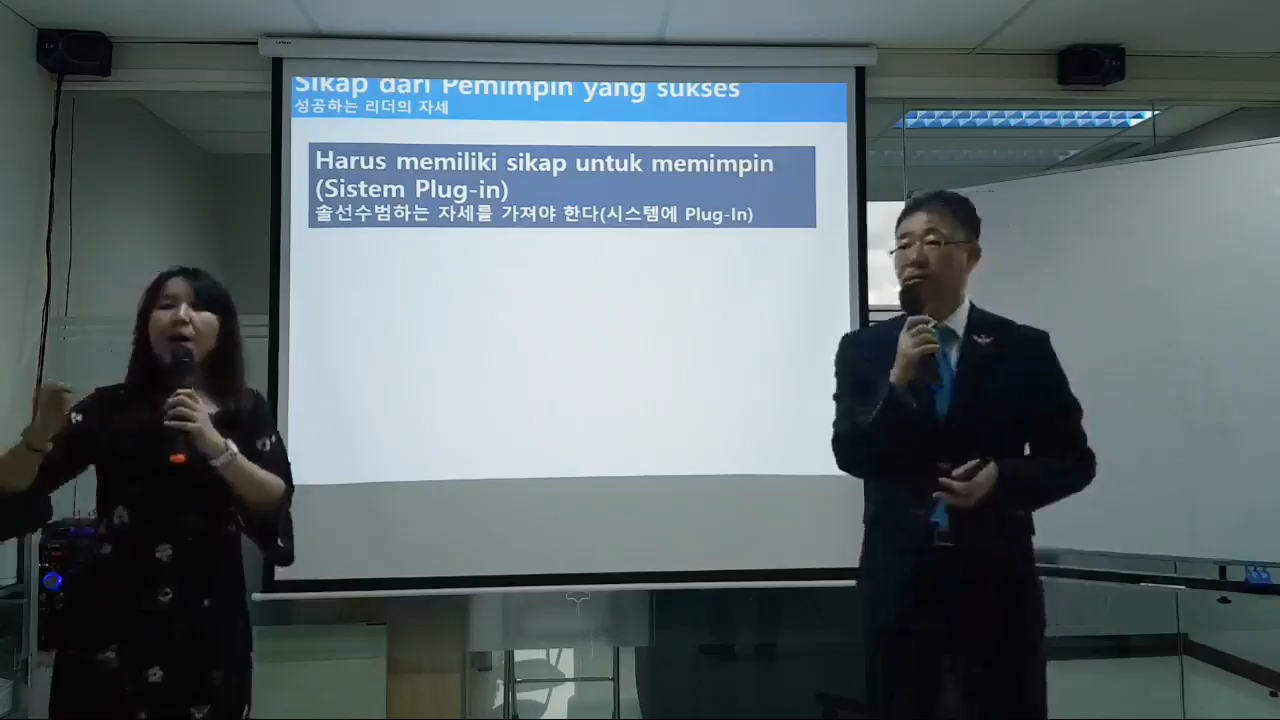 Sikap dari Pemimpin yang sukses
성공하는 리더의 자세
Harus memiliki sikap untuk memimpin
(Sistem Plug-in)
솔선수범하는 자세를 가져야 한다(시스템에 Plug-In)